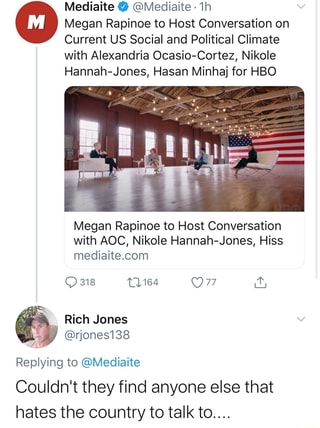 Mediaite @Mediaite · 1h
Megan Rapinoe to Host Conversation on
Current US Social and Political Climate
with Alexandria Ocasio-Cortez, Nikole
Hannah-Jones, Hasan Minhaj for HBO
Megan Rapinoe to Host Conversation
with AOC, Nikole Hannah-Jones, Hiss
mediaite.com
318 164 77
Rich Jones
@rjones138
Replying to @Mediaite
Couldn't they find anyone else that
hates the country to talk to....